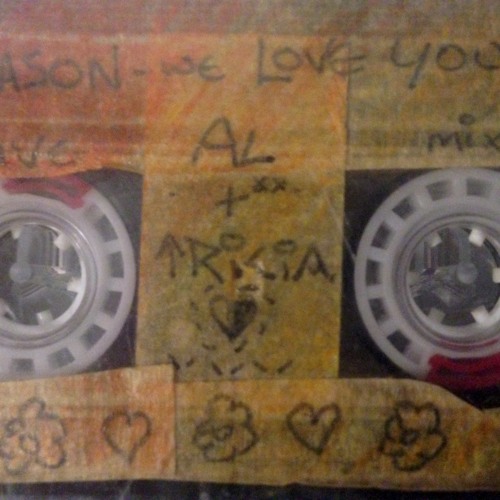 ASON - we LOVE YOU
AL mix
+ xx
TRiciA